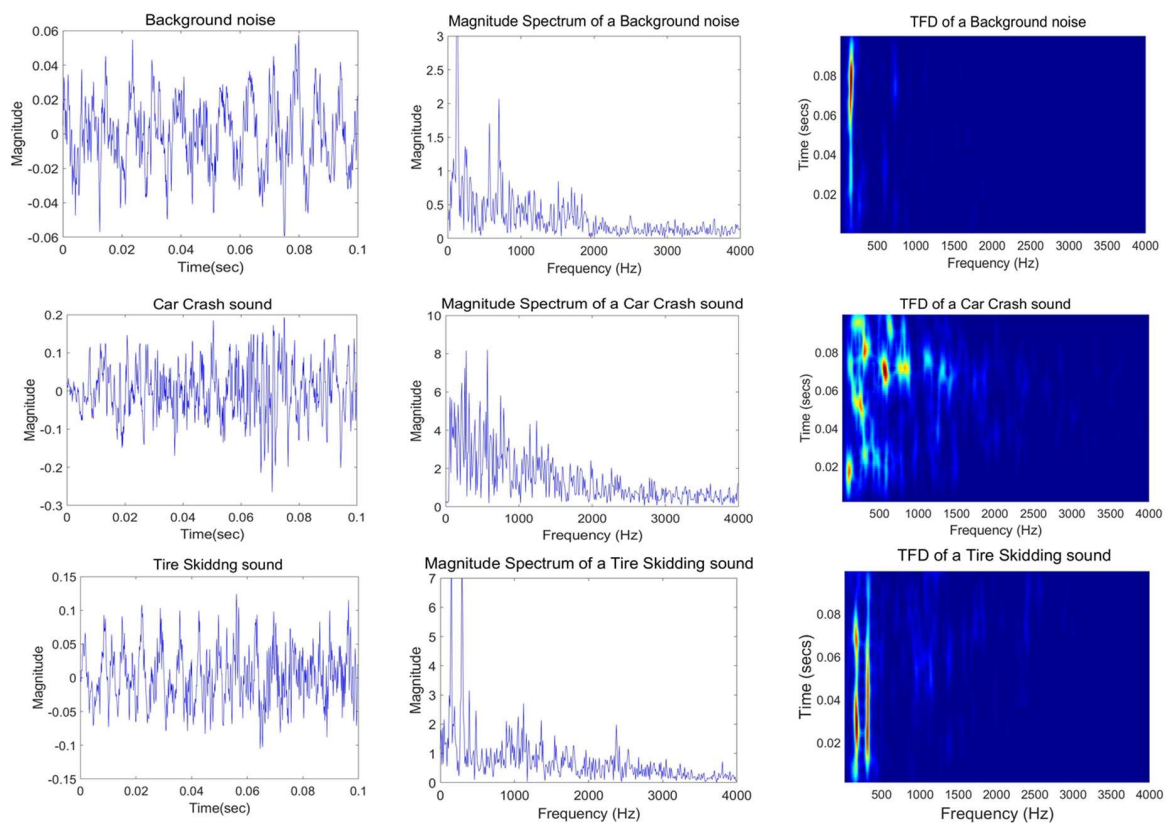 Background noise
0.06
0.04
0.02
0
-0.02
-0.04
-0.06
Magnitude
0 0.02 0.04 0.06 0.08 0.1
Time(sec)
Magnitude Spectrum of a Background noise
3
2.5
2
1.5
1
0.5
0
Magnitude
0 1000 2000 3000 4000
Frequency (Hz)
TFD of a Background noise
0.08
0.06
0.04
0.02
Time (secs)
500 1000 1500 2000 2500 3000 3500 4000
Frequency (Hz)
Car Crash sound
0.2
0.1
0
-0.1
-0.2
-0.3
Magnitude
0 0.02 0.04 0.06 0.08 0.1
Time(sec)
Magnitude Spectrum of a Car Crash sound
10
8
6
4
2
0
Magnitude
0 1000 2000 3000 4000
Frequency (Hz)
TFD of a Car Crash sound
0.08
0.06
0.04
0.02
Time (secs)
500 1000 1500 2000 2500 3000 3500 4000
Frequency (Hz)
Tire Skiddng sound
0.15
0.1
0.05
0
-0.05
-0.1
-0.15
Magnitude
0 0.02 0.04 0.06 0.08 0.1
Time(sec)
Magnitude Spectrum of a Tire Skidding sound
7
6
5
4
3
2
1
0
Magnitude
0 1000 2000 3000 4000
Frequency (Hz)
TFD of a Tire Skidding sound
0.08
0.06
0.04
0.02
Time (secs)
500 1000 1500 2000 2500 3000 3500 4000
Frequency (Hz)